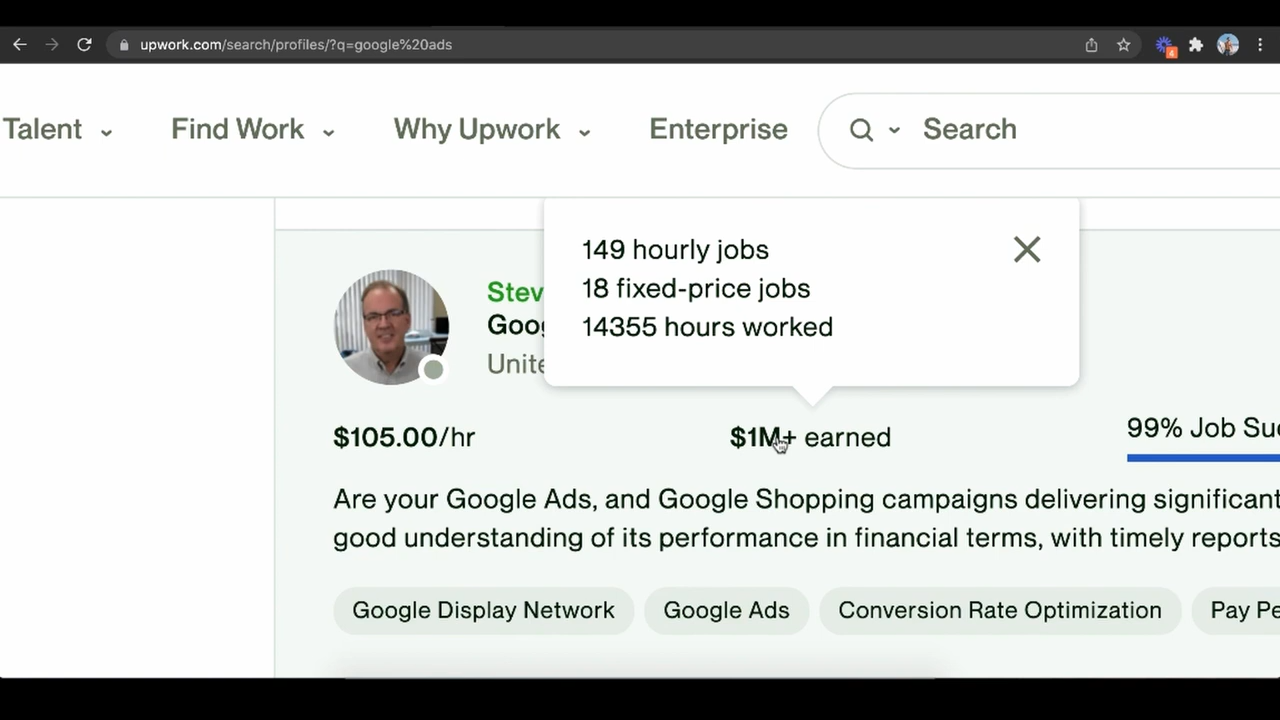 upwork.com/search/profiles/?q=google%20ads
4
Talent Find Work Why Upwork Enterprise Search
149 hourly jobs
18 fixed-price jobs
14355 hours worked
Stev
Goog
Unite
$105.00/hr $1M+ earned 99% Job Suc
Are your Google Ads, and Google Shopping campaigns delivering significant
good understanding of its performance in financial terms, with timely reports
Google Display Network Google Ads Conversion Rate Optimization Pay Pe